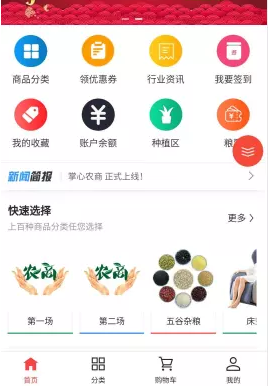 商品分类 领优惠券 行业资讯 我要签到
我的收藏 账户余额 种植区
新闻简报 掌心农商 正式上线!
快速选择
上百种商品分类任您选择
更多
农商 农商
第一场 第二场 五谷杂粮
首页 分类 购物车 我的